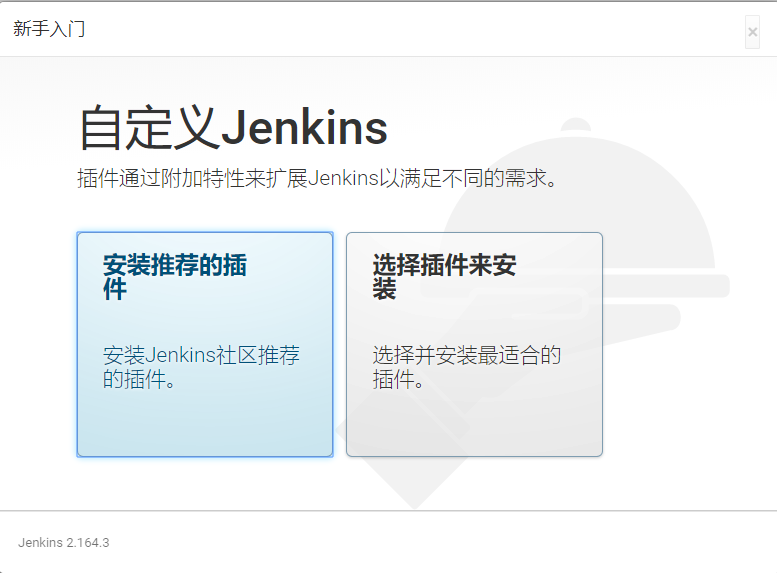 新手入门
×
自定义Jenkins
插件通过附加特性来扩展Jenkins以满足不同的需求。
安装推荐的插
件
安装Jenkins社区推荐
的插件。
选择插件来安
装
选择并安装最适合的
插件。
Jenkins 2.164.3